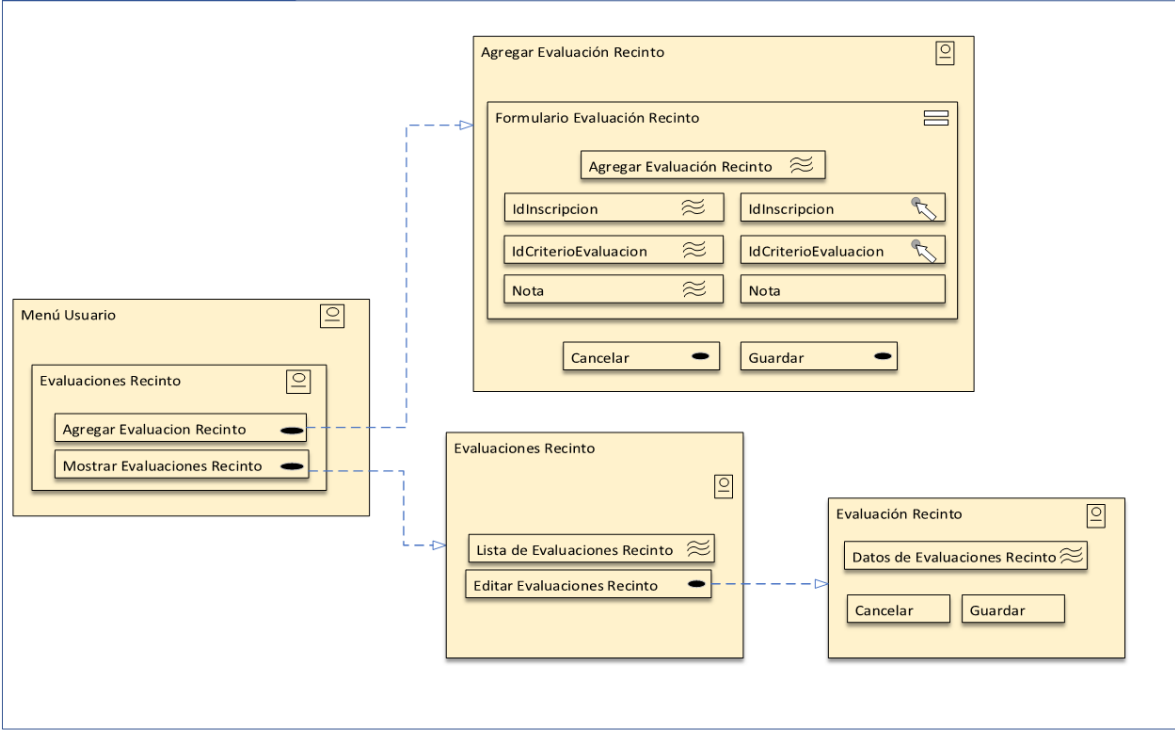 Agregar Evaluación Recinto
Formulario Evaluación Recinto
Agregar Evaluación Recinto
IdInscripcion
IdInscripcion
IdCriterioEvaluacion
IdCriterioEvaluacion
Nota
Nota
Cancelar
Guardar
Menú Usuario
Evaluaciones Recinto
Agregar Evaluacion Recinto
Mostrar Evaluaciones Recinto
Evaluaciones Recinto
Lista de Evaluaciones Recinto
Editar Evaluaciones Recinto
Evaluación Recinto
Datos de Evaluaciones Recinto
Cancelar
Guardar